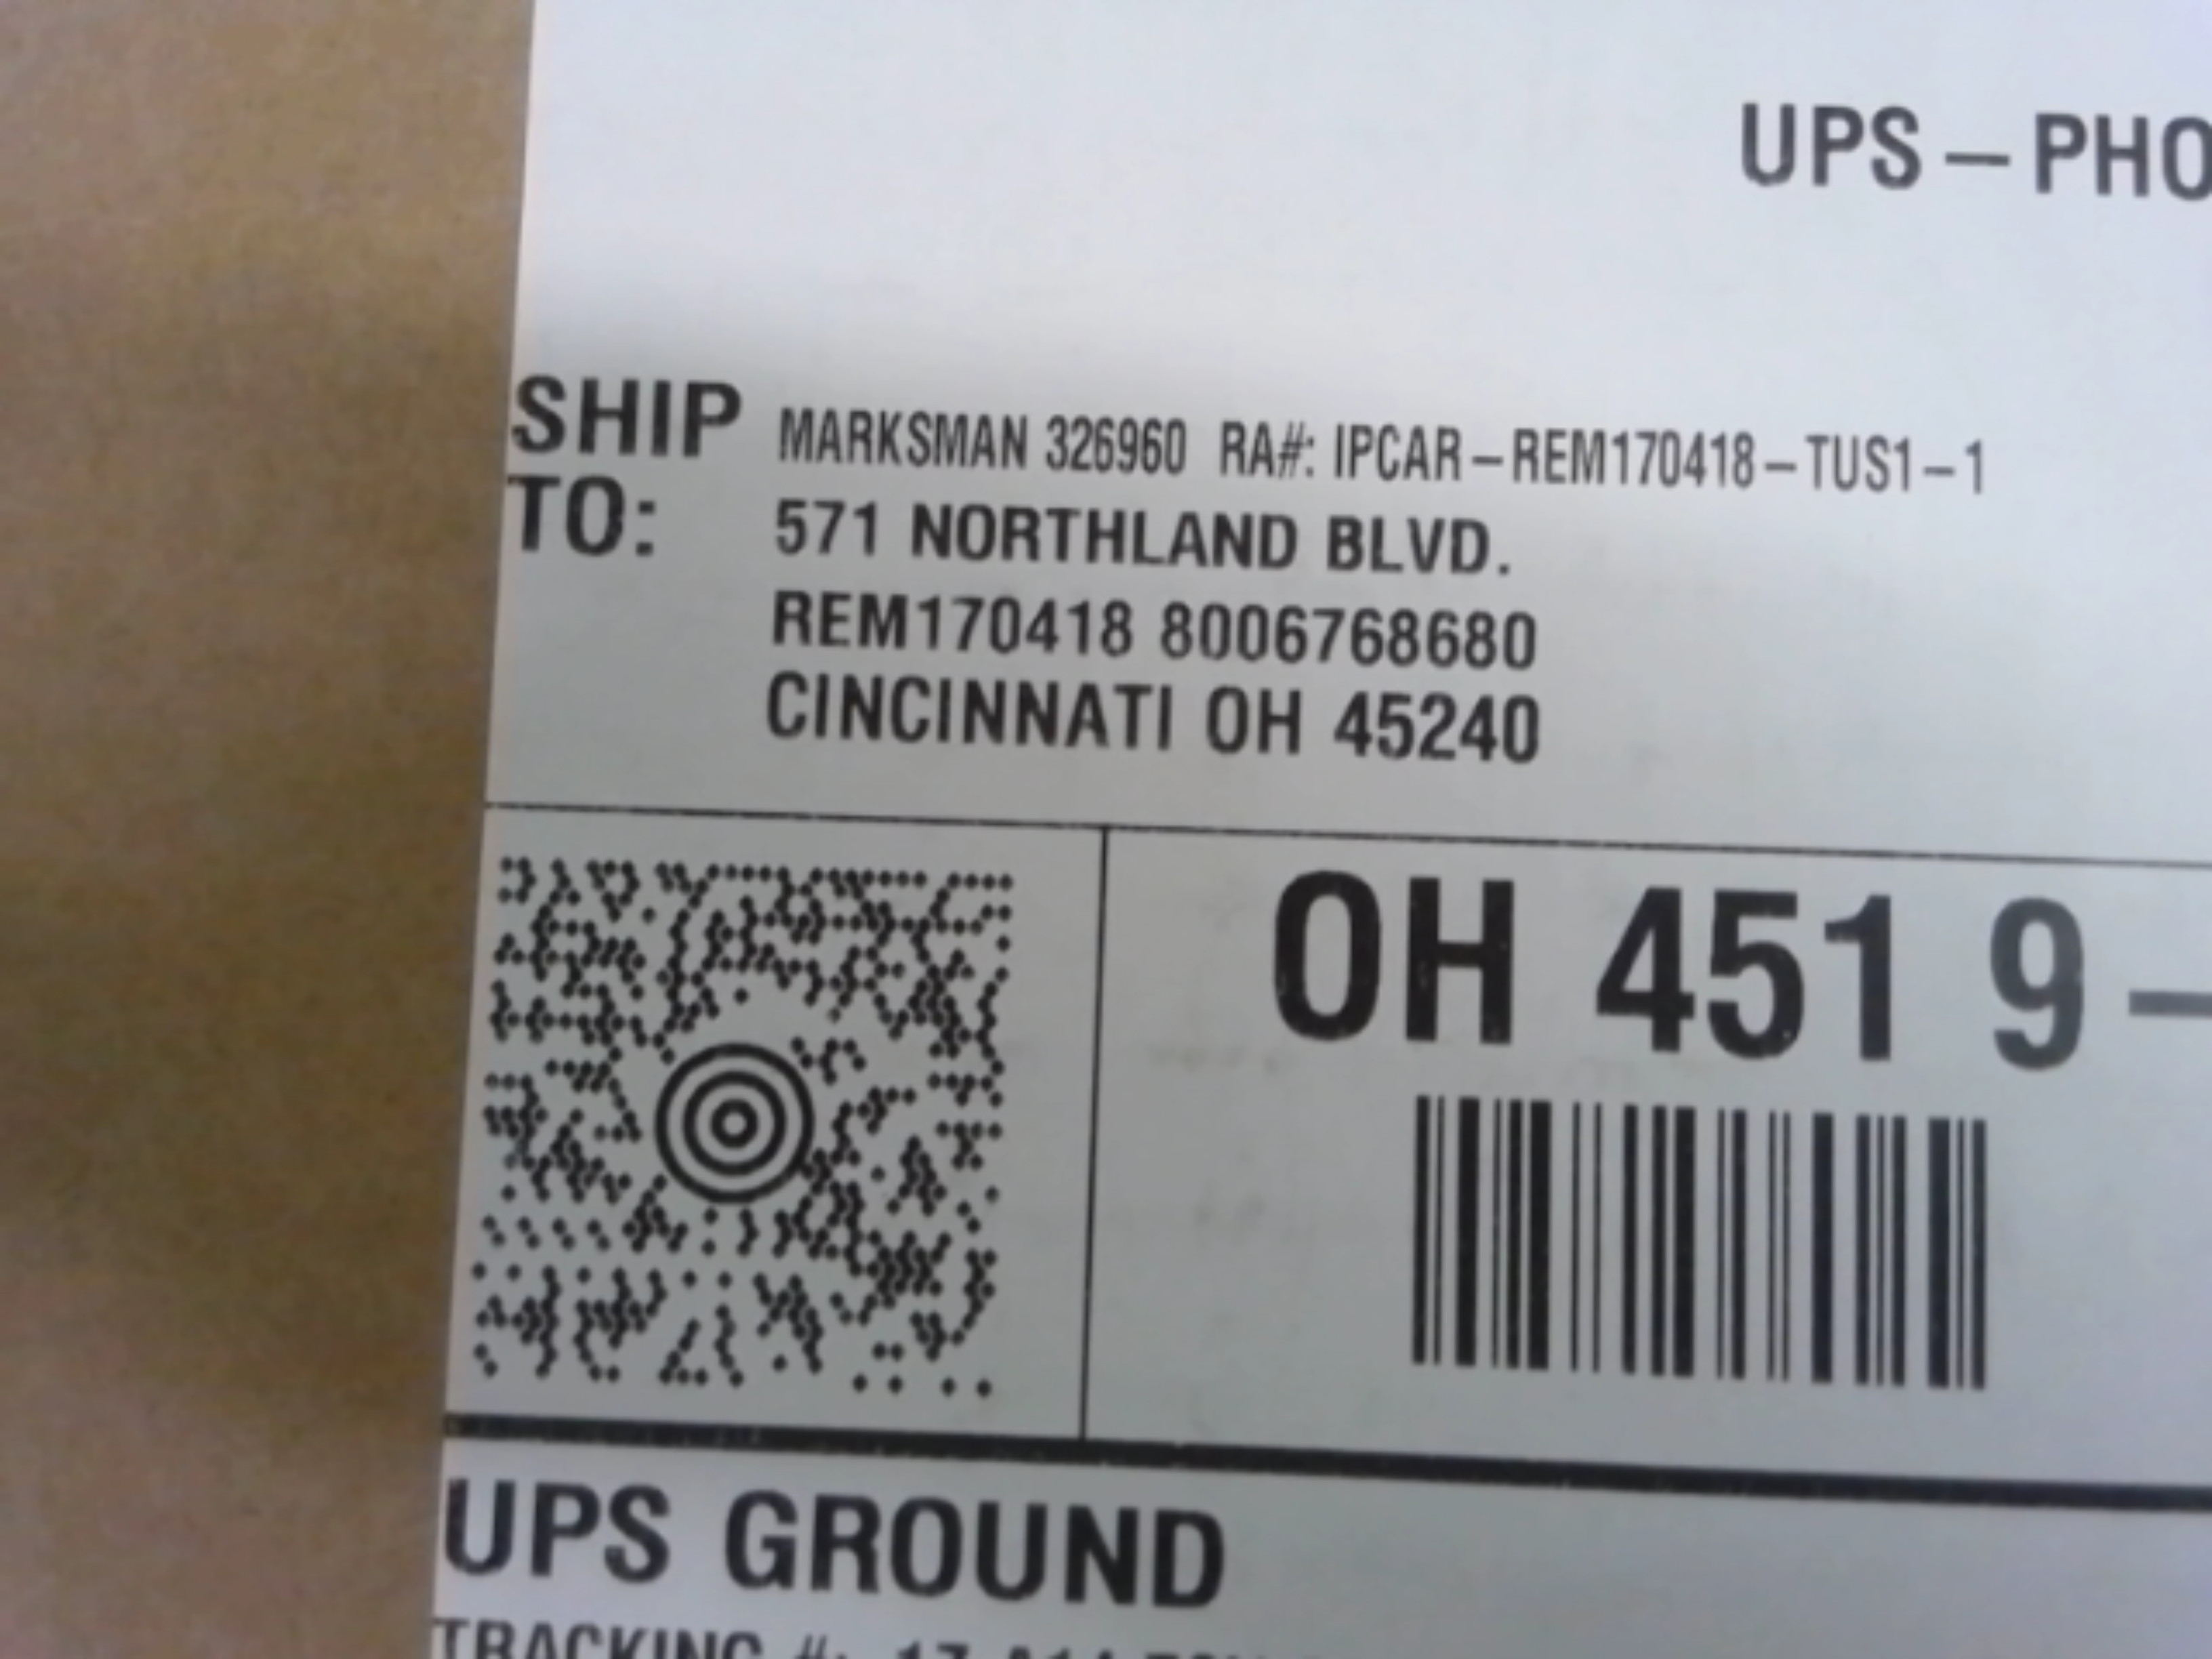 UPS - PHO
SHIP TO:
MARKSMAN 326960 RA#: IPCAR-REM170418-TUS1-1
571 NORTHLAND BLVD.
REM170418 8006768680
CINCINNATI OH 45240
OH 451 9-
UPS GROUND
TRACKING #: